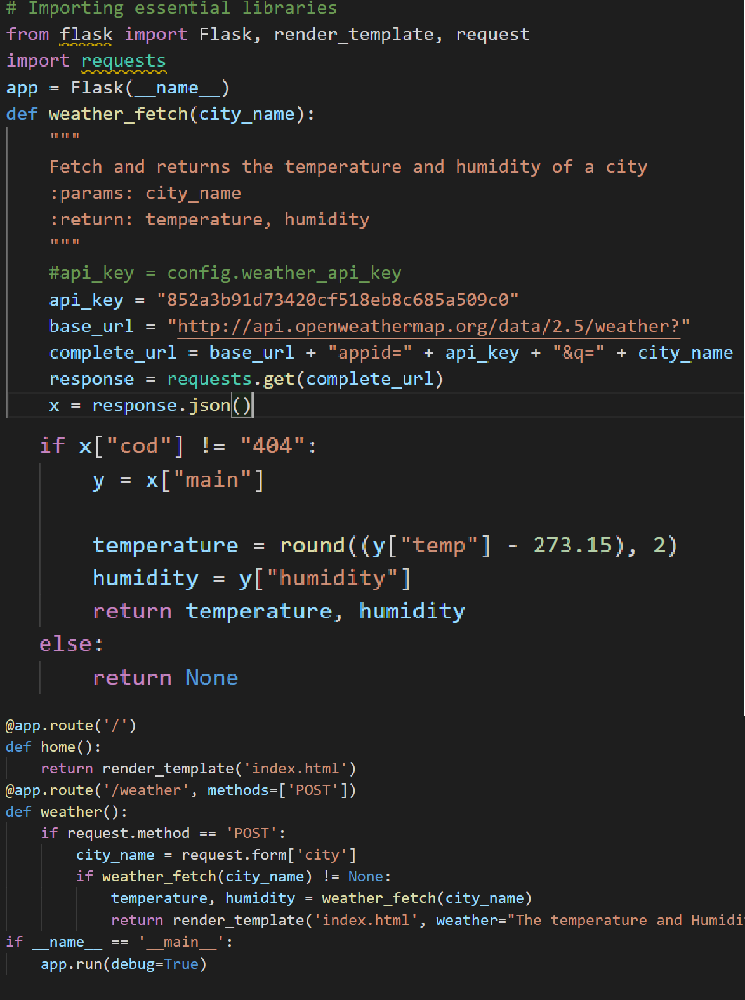 # Importing essential libraries
from flask import Flask, render_template, request
import requests
app = Flask(__name__)
def weather_fetch(city_name):
    """
    Fetch and returns the temperature and humidity of a city
    :params: city_name
    :return: temperature, humidity
    """
    #api_key = config.weather_api_key
    api_key = "852a3b91d73420cf518eb8c685a509c0"
    base_url = "http://api.openweathermap.org/data/2.5/weather?"
    complete_url = base_url + "appid=" + api_key + "&q=" + city_name
    response = requests.get(complete_url)
    x = response.json()
    if x["cod"] != "404":
        y = x["main"]

        temperature = round((y["temp"] - 273.15), 2)
        humidity = y["humidity"]
        return temperature, humidity
    else:
        return None
@app.route('/')
def home():
    return render_template('index.html')
@app.route('/weather', methods=['POST'])
def weather():
    if request.method == 'POST':
        city_name = request.form['city']
        if weather_fetch(city_name) != None:
            temperature, humidity = weather_fetch(city_name)
            return render_template('index.html', weather="The temperature and
if __name__ == '__main__':
    app.run(debug=True)